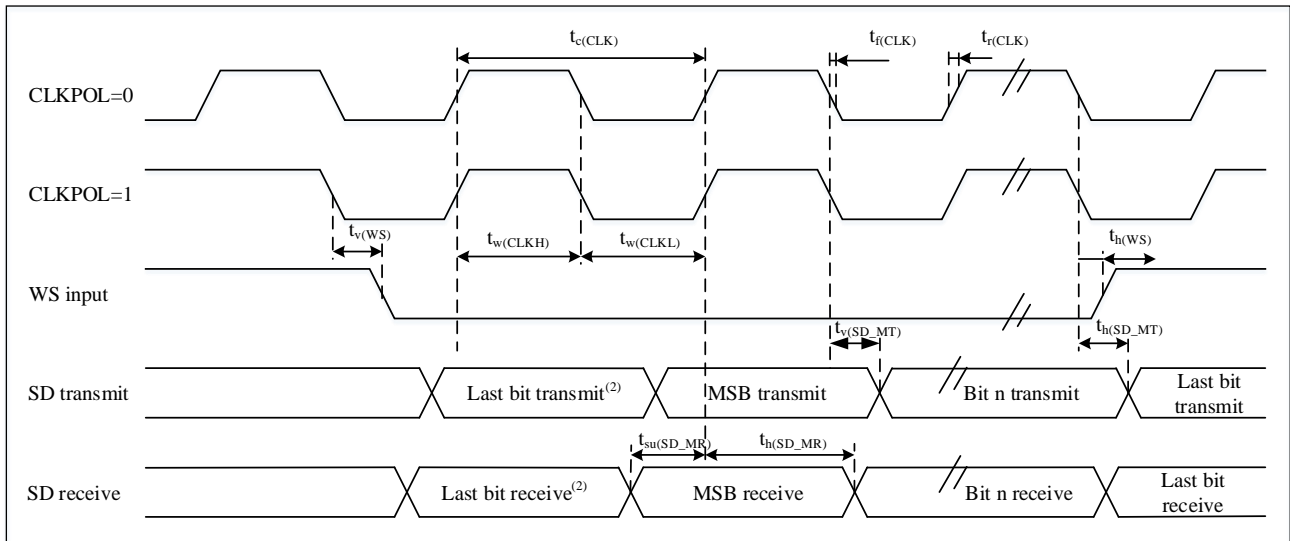 t_c(CLK)
t_f(CLK)
t_r(CLK)
CLKPOL=0
CLKPOL=1
t_v(WS)
t_w(CLKH)
t_w(CLKL)
t_h(WS)
WS input
t_v(SD_MT)
t_h(SD_MT)
SD transmit
Last bit transmit(2)
MSB transmit
Bit n transmit
Last bit
transmit
t_su(SD_MR)
t_h(SD_MR)
SD receive
Last bit receive(2)
MSB receive
Bit n receive
Last bit
receive